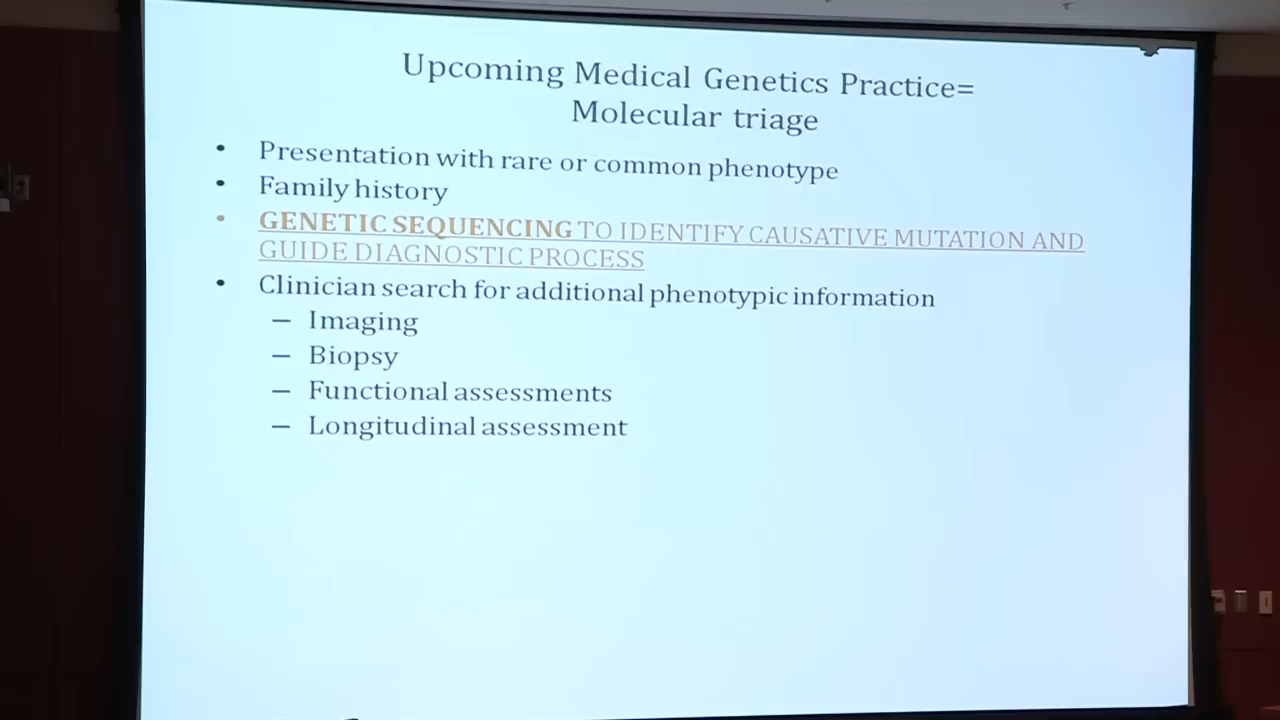 Upcoming Medical Genetics Practice=
Molecular triage
• Presentation with rare or common phenotype
• Family history
• GENETIC SEQUENCING TO IDENTIFY CAUSATIVE MUTATION AND
GUIDE DIAGNOSTIC PROCESS
• Clinician search for additional phenotypic information
– Imaging
– Biopsy
– Functional assessments
– Longitudinal assessment